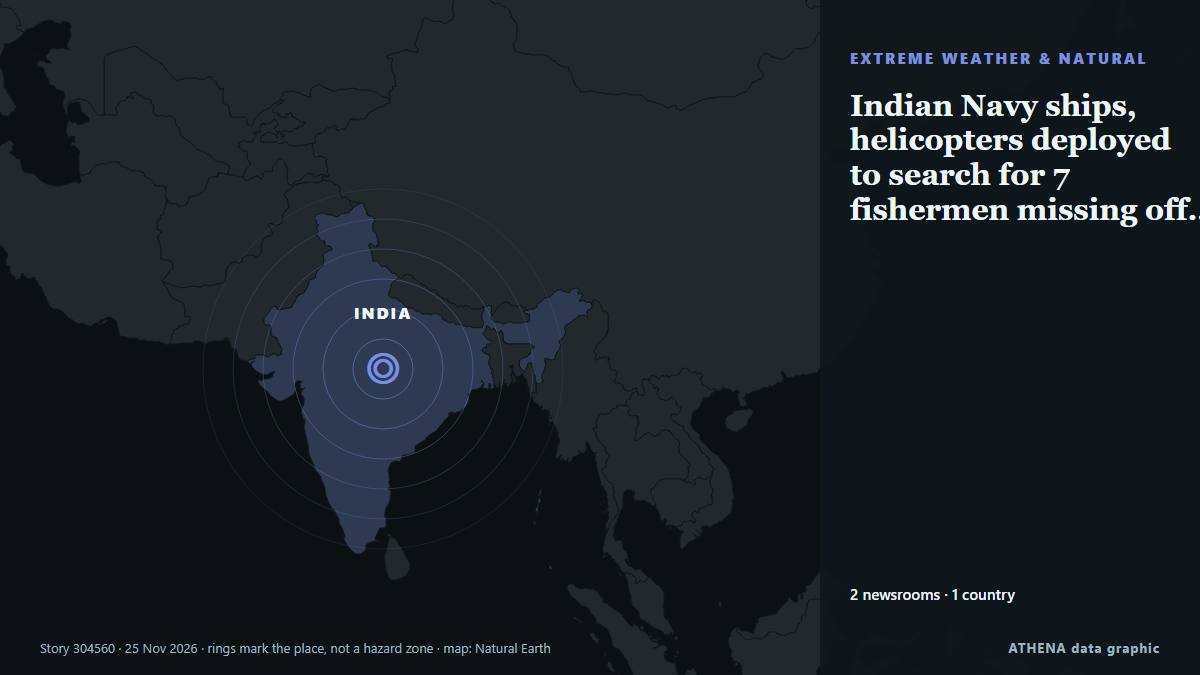 EXTREME WEATHER & NATURAL
Indian Navy ships,
helicopters deployed
to search for 7
fishermen missing off..
INDIA
2 newsrooms · 1 country
Story 304560 · 25 Nov 2026 · rings mark the place, not a hazard zone · map: Natural Earth
ATHENA data graphic